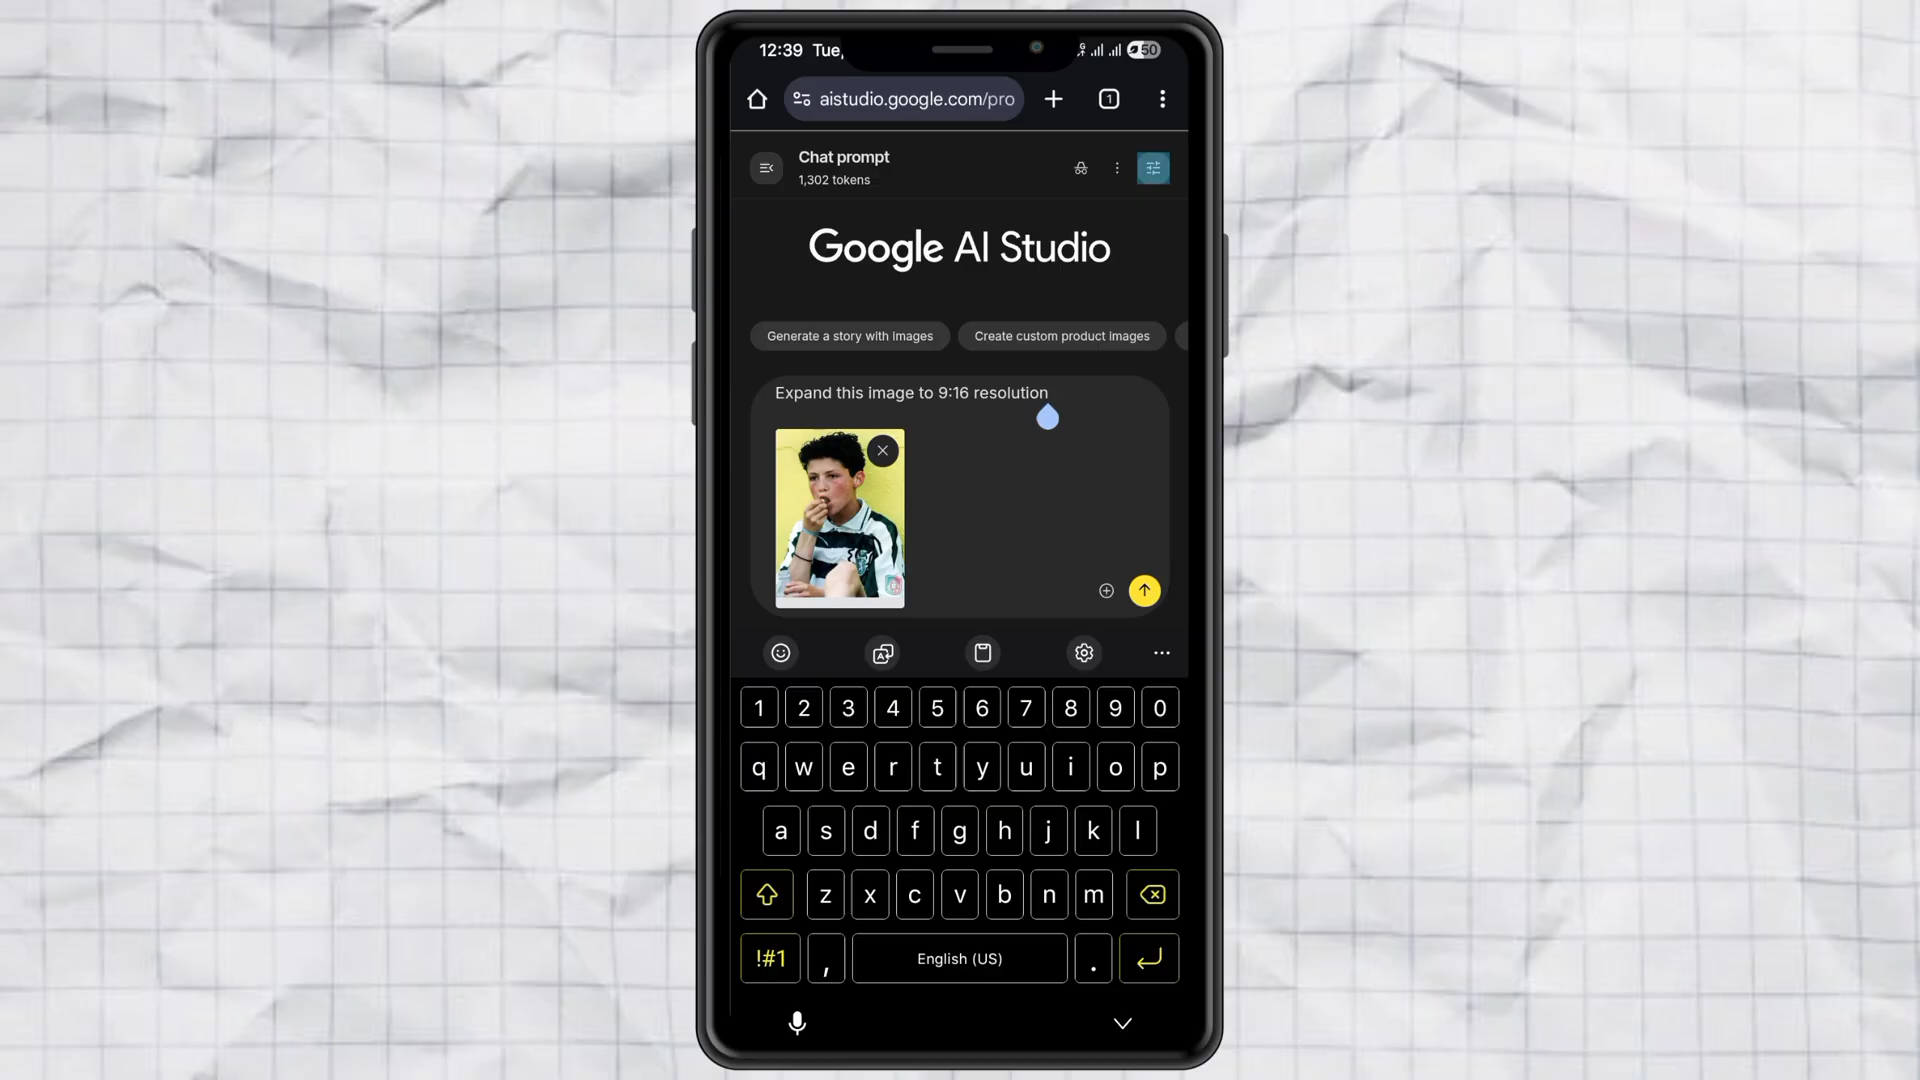 12:39 Tue,
50
aistudio.google.com/pro
1
Chat prompt
1,302 tokens
Google AI Studio
Generate a story with images
Create custom product images
Expand this image to 9:16 resolution
1 2 3 4 5 6 7 8 9 0
q w e r t y u i o p
a s d f g h j k l
z x c v b n m
!#1 , English (US) .